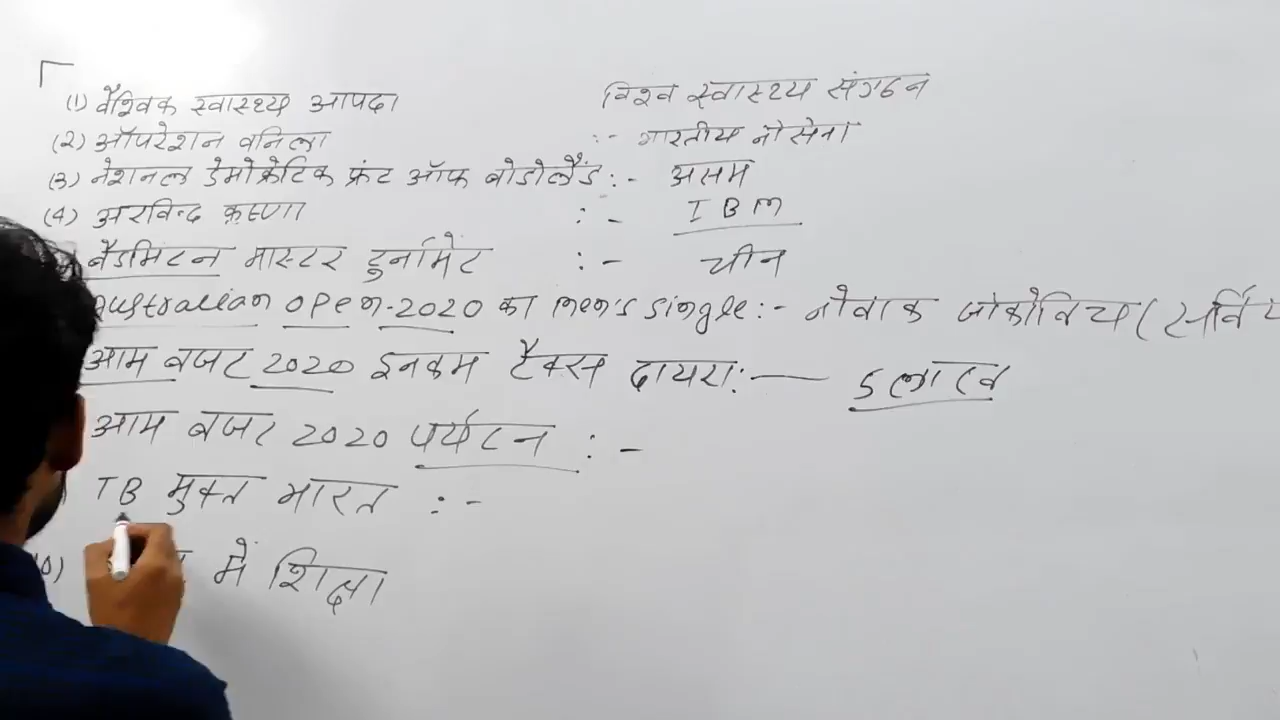 (1) वैश्विक स्वास्थ्य आपदा विश्व स्वास्थ्य संगठन
(2) ऑपरेशन वनिला :- भारतीय नौसेना
(3) नेशनल डेमोक्रेटिक फ्रंट ऑफ बोडोलैंड :- असम
(4) अरविन्द कृष्णा :- IBM
बैडमिंटन मास्टर टुर्नामेंट :- चीन
Australian open-2020 का men's single :- नोवाक जोकोविच (सर्बि
आम बजट 2020 इनकम टैक्स दायरा :— 5 लाख
आम बजट 2020 पर्यटन :-
TB मुक्त भारत :-
में शिक्षा